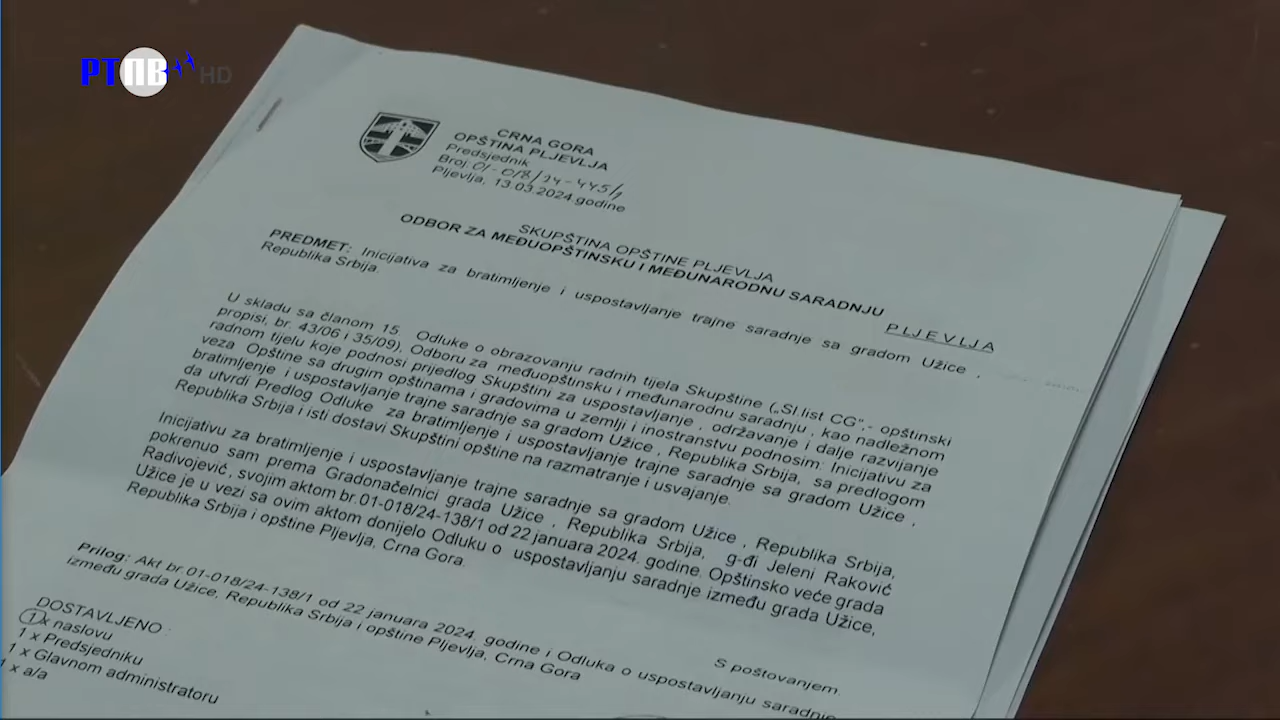 РТПВ HD
CRNA GORA
OPŠTINA PLJEVLJA
Predsjednik
Broj: 01-018/24-445/1
Pljevlja, 13.03.2024.godine
SKUPŠTINA OPŠTINE PLJEVLJA
ODBOR ZA MEĐUOPŠTINSKU I MEĐUNARODNU SARADNJU
PLJEVLJA
PREDMET: Inicijativa za bratimljenje i uspostavljanje trajne saradnje sa gradom Užice ,
Republika Srbija.
U skladu sa članom 15. Odluke o obrazovanju radnih tijela Skupštine („Sl.list CG“,- opštinski
propisi, br. 43/06 i 35/09), Odboru za međuopštinsku i međunarodnu saradnju , kao nadležnom
radnom tijelu koje podnosi prijedlog Skupštini za uspostavljanje , održavanje i dalje razvijanje
veza Opštine sa drugim opštinama i gradovima u zemlji i inostranstvu podnosim: Inicijativu za
bratimljenje i uspostavljanje trajne saradnje sa gradom Užice , Republika Srbija, sa predlogom
da utvrdi Predlog Odluke za bratimljenje i uspostavljanje trajne saradnje sa gradom Užice ,
Republika Srbija i isti dostavi Skupštini opštine na razmatranje i usvajanje.
Inicijativu za bratimljenje i uspostavljanje trajne saradnje sa gradom Užice , Republika Srbija,
pokrenuo sam prema Gradonačelnici grada Užice , Republika Srbija, g-đi Jeleni Raković
Radivojević , svojim aktom br.01-018/24-138/1 od 22 januara 2024. godine. Opštinsko veće grada
Užice je u vezi sa ovim aktom donijelo Odluku o uspostavljanju saradnje između grada Užice,
Republika Srbija i opštine Pljevlja, Crna Gora.
Prilog: Akt br.01-018/24-138/1 od 22 januara 2024. godine i Odluka o uspostavljanju saradnje
između grada Užice, Republika Srbija i opštine Pljevlja, Crna Gora
S poštovanjem,
DOSTAVLJENO :
1 x naslovu
1 x Predsjedniku
1 x Glavnom administratoru
1 x a/a